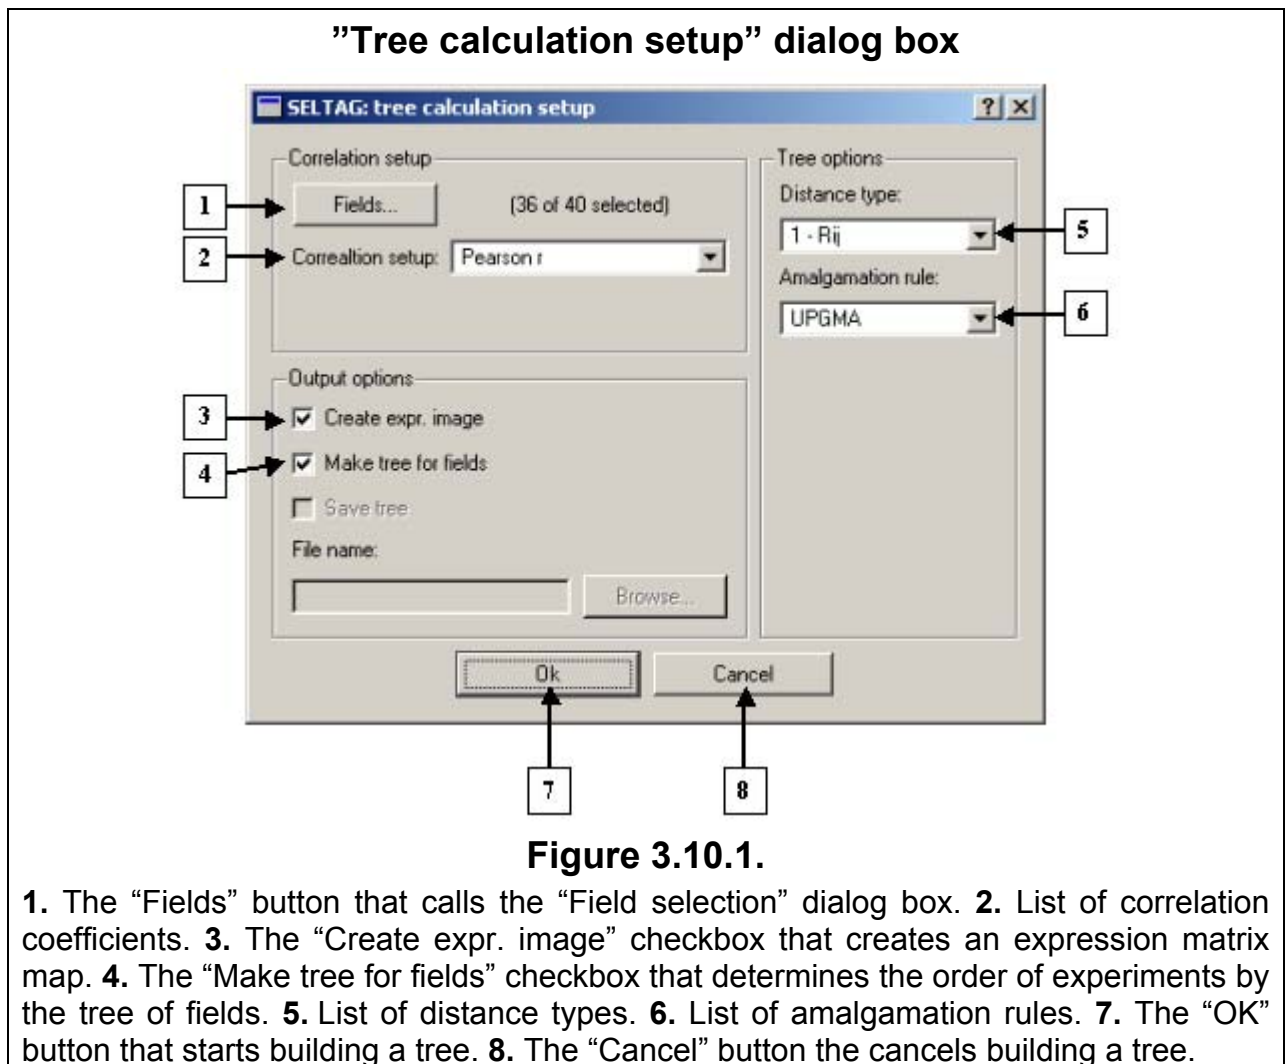 ”Tree calculation setup” dialog box
SELTAG: tree calculation setup
Correlation setup
Fields...
(36 of 40 selected)
Correaltion setup:
Pearson r
Tree options
Distance type:
1 - Rij
Amalgamation rule:
UPGMA
Output options
Create expr. image
Make tree for fields
Save tree
File name:
Browse...
Ok
Cancel
1
2
3
4
5
6
7
8
Figure 3.10.1.
1. The “Fields” button that calls the “Field selection” dialog box. 2. List of correlation
coefficients. 3. The “Create expr. image” checkbox that creates an expression matrix
map. 4. The “Make tree for fields” checkbox that determines the order of experiments by
the tree of fields. 5. List of distance types. 6. List of amalgamation rules. 7. The “OK”
button that starts building a tree. 8. The “Cancel” button the cancels building a tree.